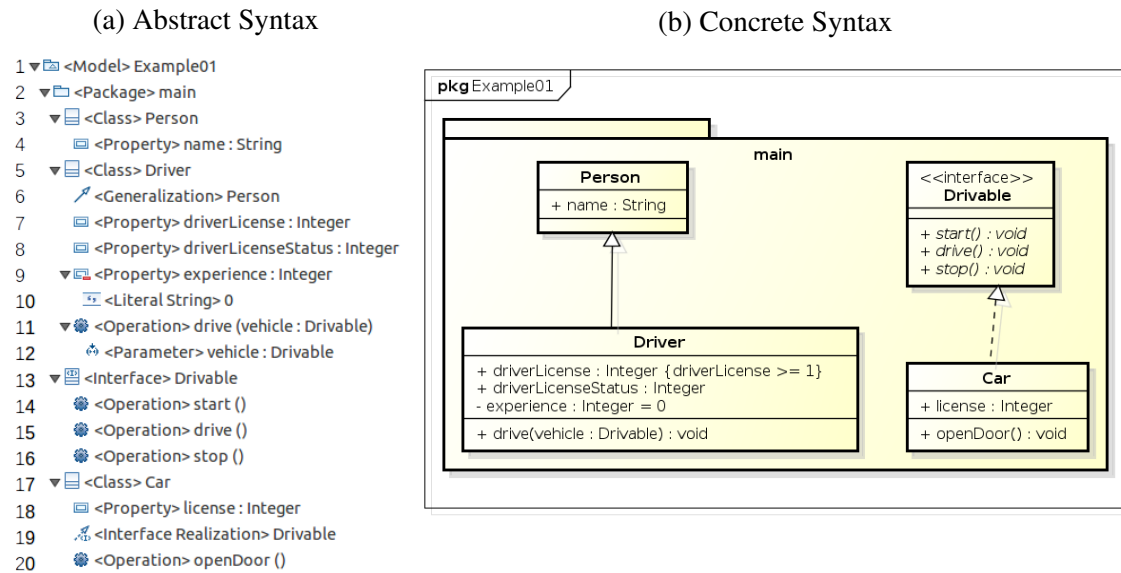 (a) Abstract Syntax
1 <Model> Example01
2 <Package> main
3 <Class> Person
4 <Property> name : String
5 <Class> Driver
6 <Generalization> Person
7 <Property> driverLicense : Integer
8 <Property> driverLicenseStatus : Integer
9 <Property> experience : Integer
10 <Literal String> 0
11 <Operation> drive (vehicle : Drivable)
12 <Parameter> vehicle : Drivable
13 <Interface> Drivable
14 <Operation> start ()
15 <Operation> drive ()
16 <Operation> stop ()
17 <Class> Car
18 <Property> license : Integer
19 <Interface Realization> Drivable
20 <Operation> openDoor ()
(b) Concrete Syntax
pkg Example01
main
Person
+ name : String
<<interface>>
Drivable
+ start() : void
+ drive() : void
+ stop() : void
Driver
+ driverLicense : Integer {driverLicense >= 1}
+ driverLicenseStatus : Integer
- experience : Integer = 0
+ drive(vehicle : Drivable) : void
Car
+ license : Integer
+ openDoor() : void